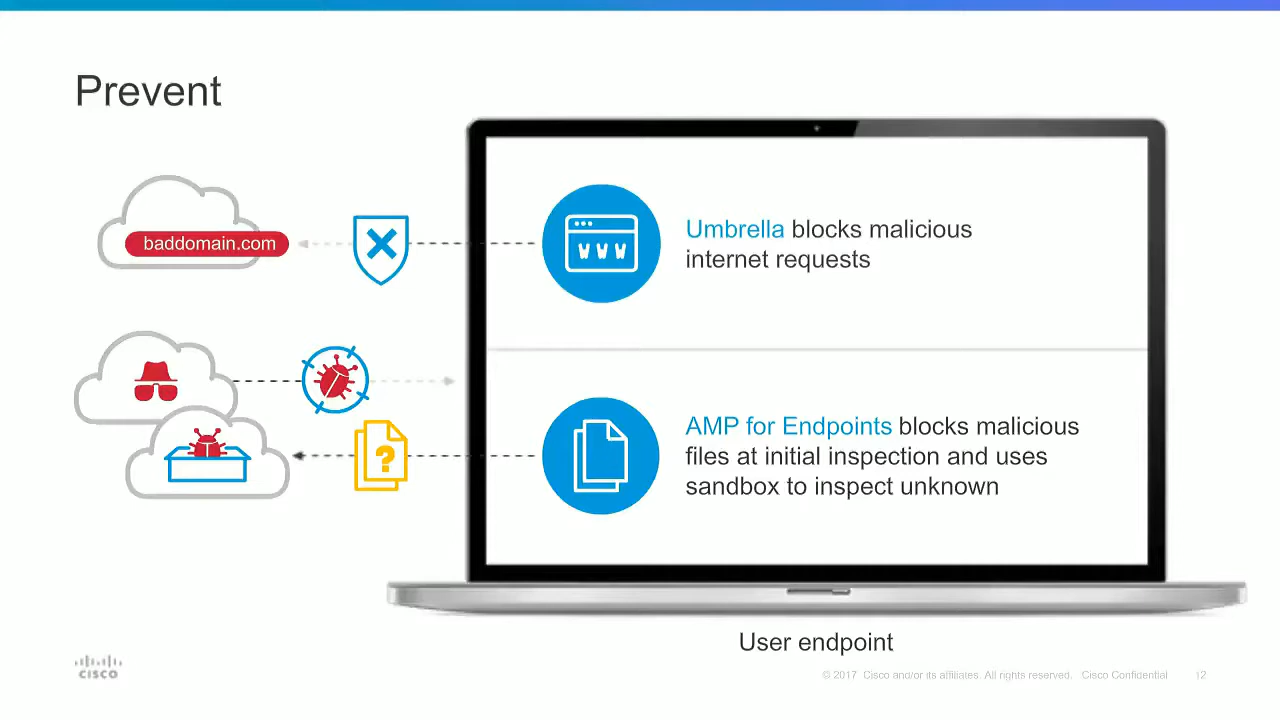 Prevent
baddomain.com
WWW
Umbrella blocks malicious
internet requests
?
AMP for Endpoints blocks malicious
files at initial inspection and uses
sandbox to inspect unknown
User endpoint
CISCO
© 2017 Cisco and/or its affiliates. All rights reserved. Cisco Confidential
12